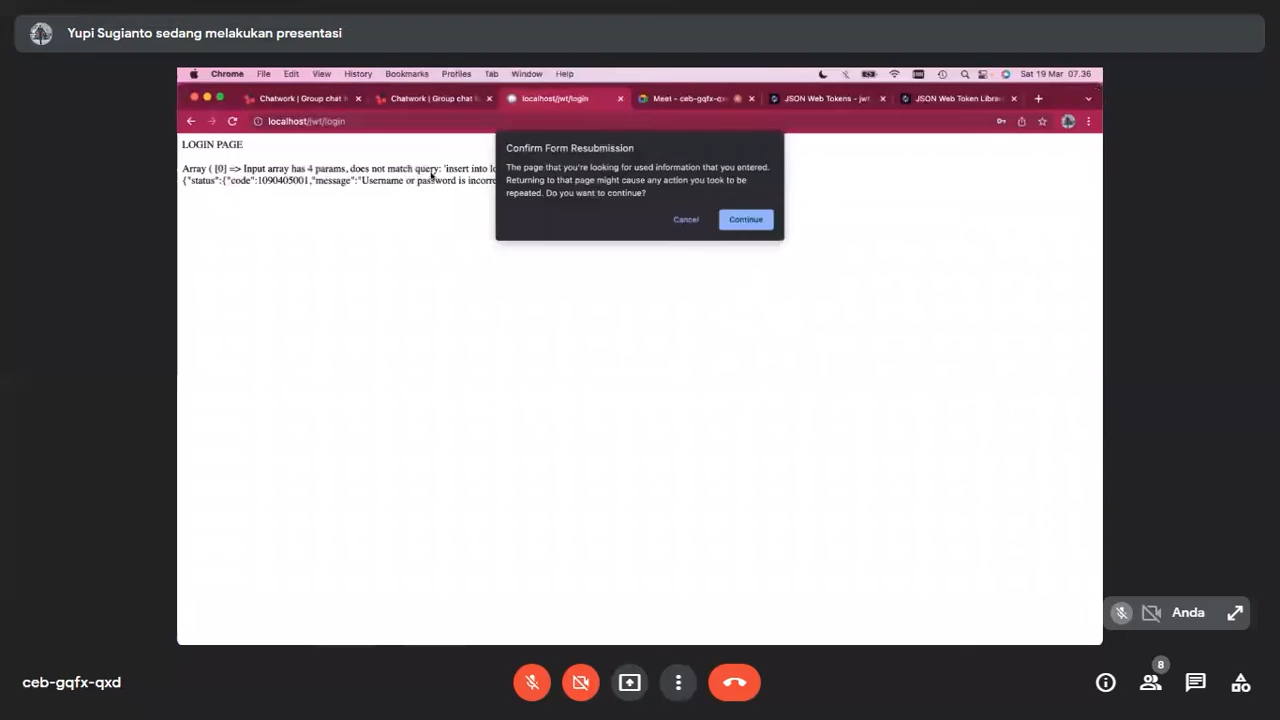 Yupi Sugianto sedang melakukan presentasi
Chrome File Edit View History Bookmarks Profiles Tab Window Help
Sat 19 Mar 07.36
Chatwork | Group chat
Chatwork | Group chat
localhost/jwt/login
Meet - ceb-gqfx-qx
JSON Web Tokens - jwt
JSON Web Token Librar
localhost/jwt/login
LOGIN PAGE
Array ( [0] => Input array has 4 params, does not match query: 'insert into lo
{"status":{"code":1090405001,"message":"Username or password is incorre
Confirm Form Resubmission
The page that you're looking for used information that you entered.
Returning to that page might cause any action you took to be
repeated. Do you want to continue?
Cancel
Continue
Anda
ceb-gqfx-qxd
8